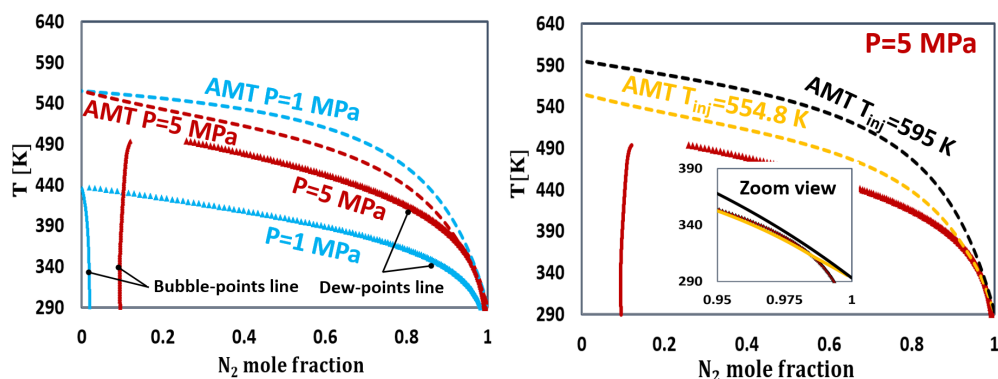 640
590
540
490
440
390
340
290
T [K]
AMT P=1 MPa
AMT P=5 MPa
P=5 MPa
P=1 MPa
Bubble-points line
Dew-points line
0 0.2 0.4 0.6 0.8 1
N₂ mole fraction
640
590
540
490
440
390
340
290
T [K]
P=5 MPa
AMT Tinj=595 K
AMT Tinj=554.8 K
Zoom view
390
340
290
0.95 0.975 1
0 0.2 0.4 0.6 0.8 1
N₂ mole fraction